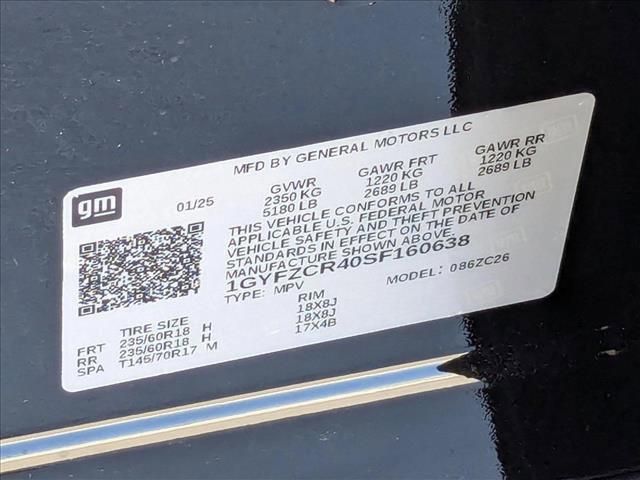 gm
MFD BY GENERAL MOTORS LLC
01/25 GVWR GAWR FRT GAWR RR
2350 KG 1220 KG 1220 KG
5180 LB 2689 LB 2689 LB
THIS VEHICLE CONFORMS TO ALL
APPLICABLE U.S. FEDERAL MOTOR
VEHICLE SAFETY AND THEFT PREVENTION
STANDARDS IN EFFECT ON THE DATE OF
MANUFACTURE SHOWN ABOVE.
1GYFZCR40SF160638
TYPE: MPV MODEL: 086ZC26
TIRE SIZE RIM
FRT 235/60R18 H 18X8J
RR 235/60R18 H 18X8J
SPA T145/70R17 M 17X4B